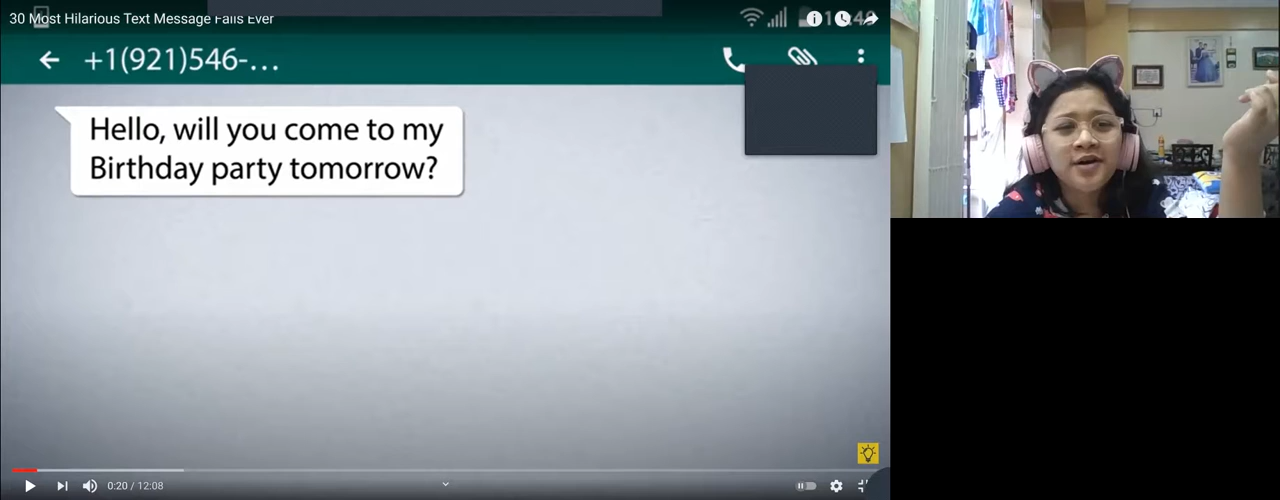 30 Most Hilarious Text Message Fails Ever
+1(921)546-...
Hello, will you come to my
Birthday party tomorrow?
0:20 / 12:08